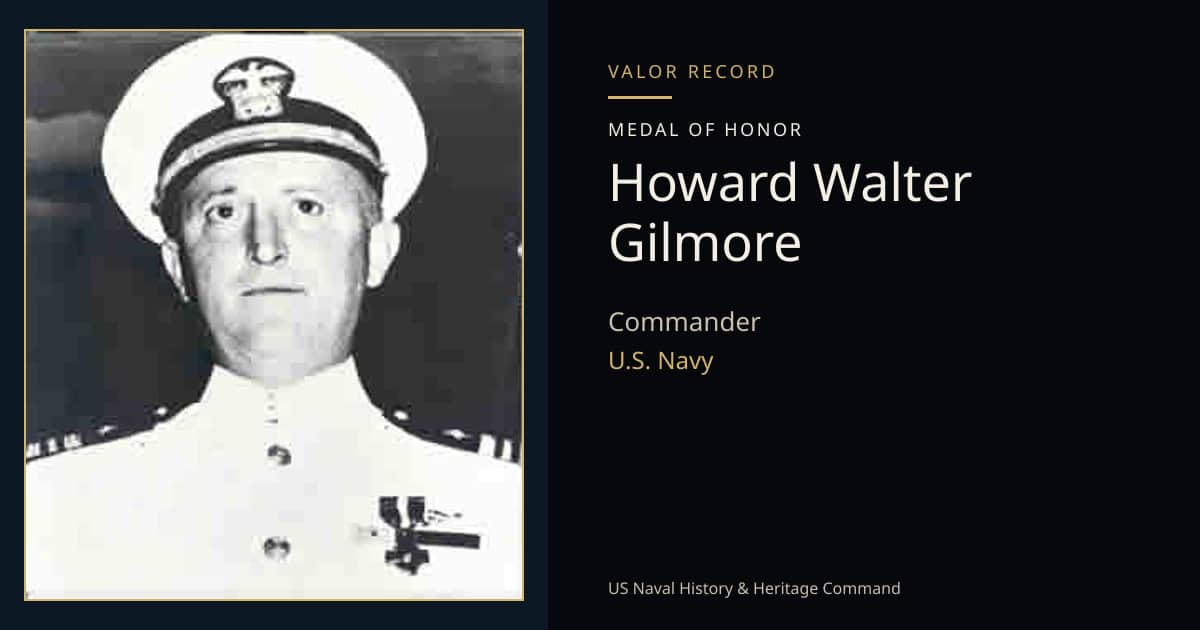 VALOR RECORD
MEDAL OF HONOR
Howard Walter
Gilmore
Commander
U.S. Navy
US Naval History & Heritage Command